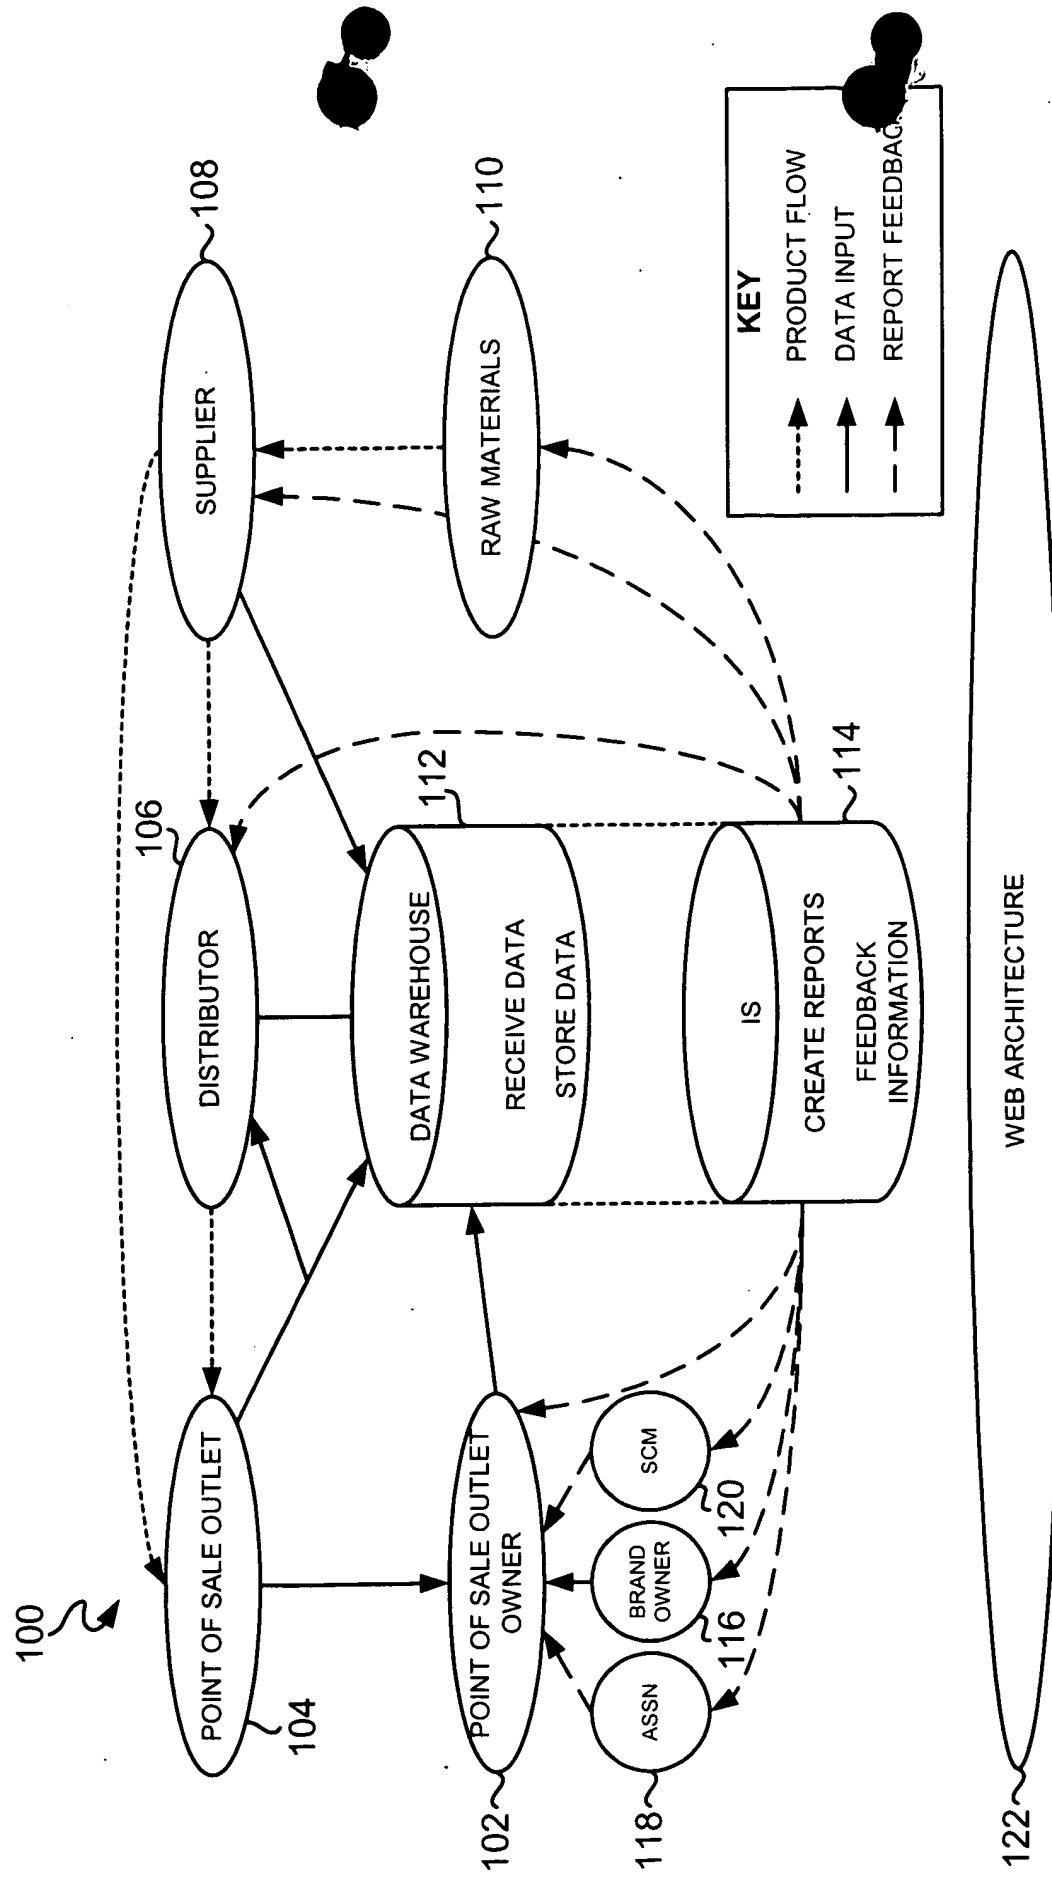 100
POINT OF SALE OUTLET
104
DISTRIBUTOR
106
SUPPLIER
108
POINT OF SALE OUTLET
OWNER
102
DATA WAREHOUSE
RECEIVE DATA
STORE DATA
112
RAW MATERIALS
110
ASSN
118
BRAND
OWNER
116
SCM
120
IS
CREATE REPORTS
FEEDBACK
INFORMATION
114
KEY
PRODUCT FLOW
DATA INPUT
REPORT FEEDBAC
WEB ARCHITECTURE
122